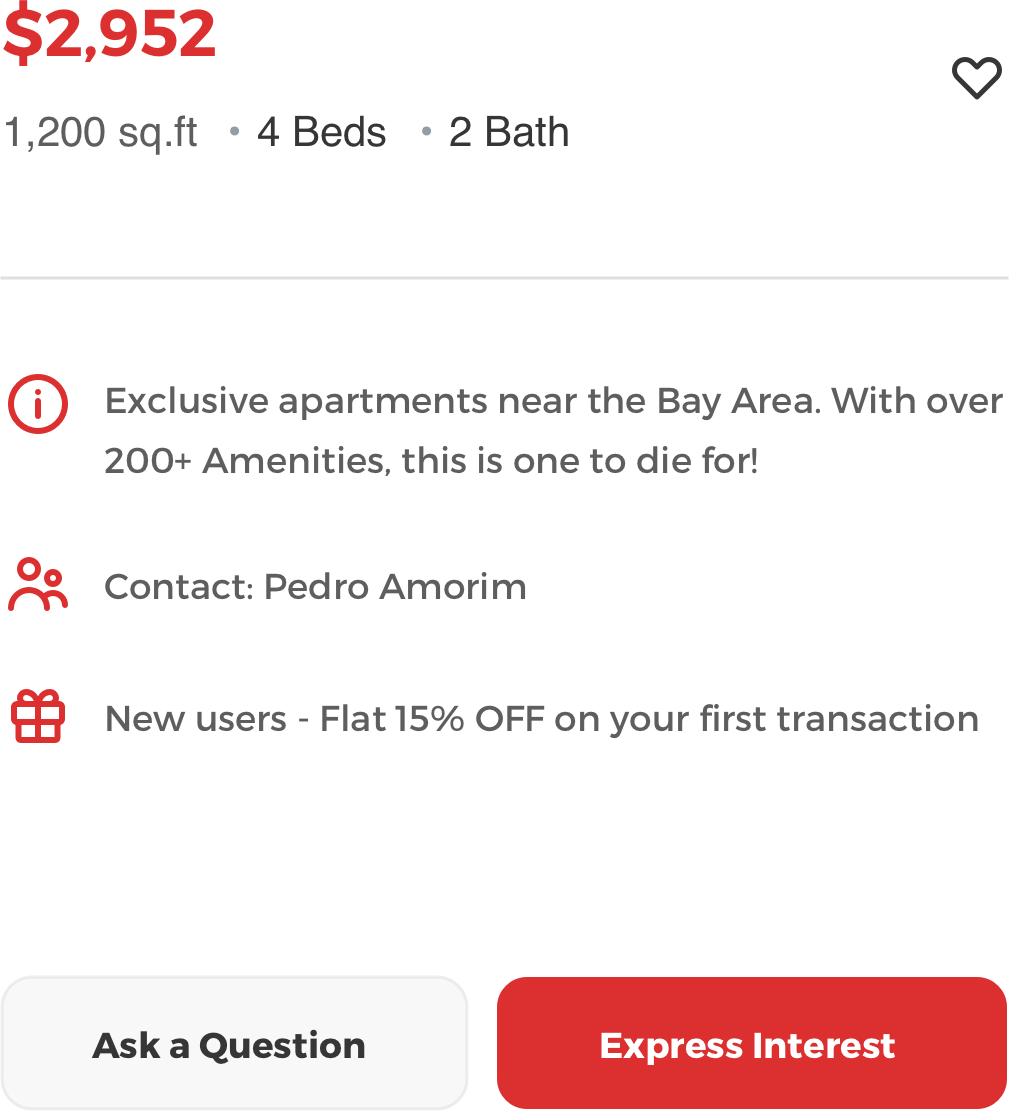 $2,952
1,200 sq.ft • 4 Beds • 2 Bath
Exclusive apartments near the Bay Area. With over
200+ Amenities, this is one to die for!
Contact: Pedro Amorim
New users - Flat 15% OFF on your first transaction
Ask a Question
Express Interest